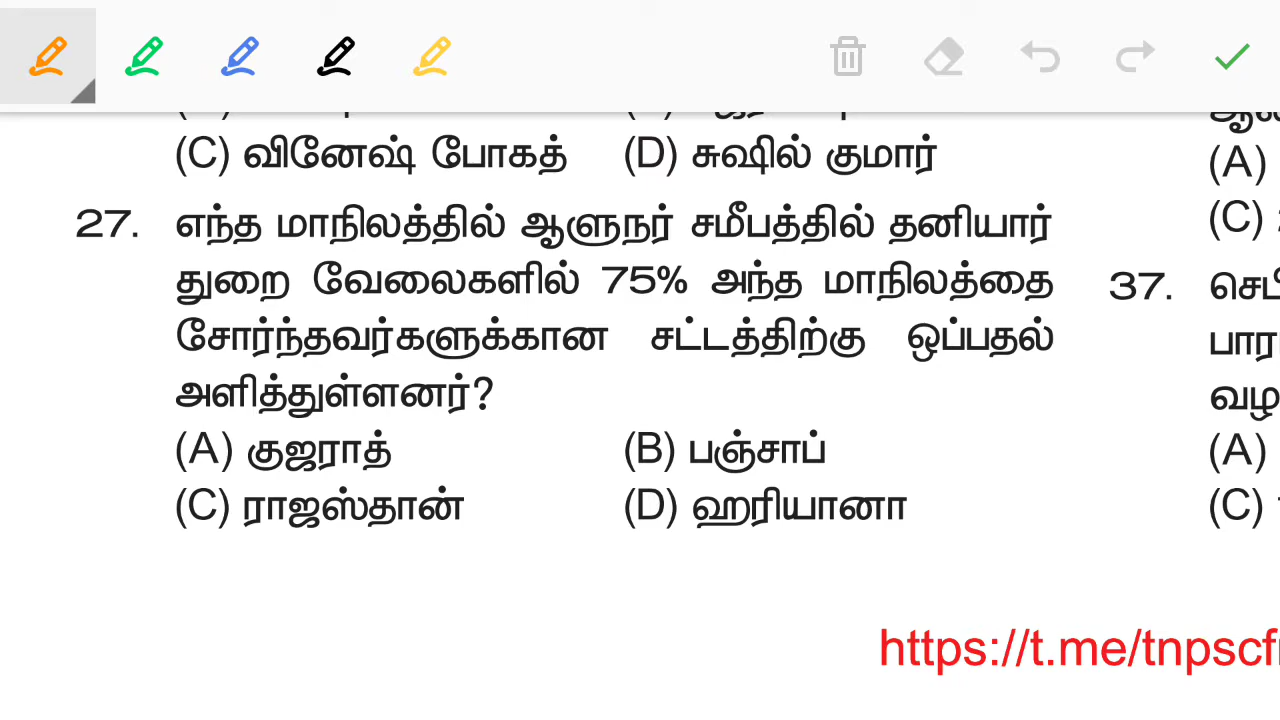 (C) வினேஷ் போகத் (D) சுஷில் குமார்
27. எந்த மாநிலத்தில் ஆளுநர் சமீபத்தில் தனியார்
துறை வேலைகளில் 75% அந்த மாநிலத்தை
சோர்ந்தவர்களுக்கான சட்டத்திற்கு ஒப்பதல்
அளித்துள்ளனர்?
(A) குஜராத் (B) பஞ்சாப்
(C) ராஜஸ்தான் (D) ஹரியானா
(A)
(C)
37.
(A)
(C)
https://t.me/tnpscf